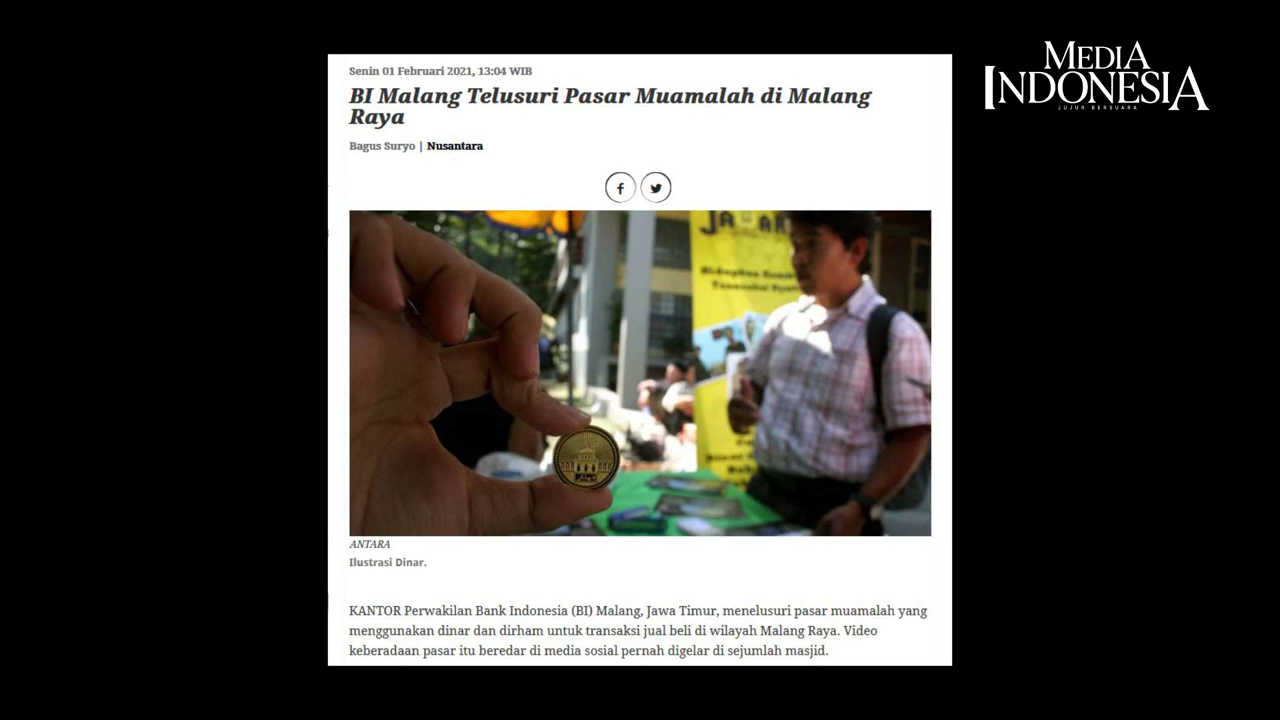 MEDIA
INDONESIA
JUJUR BERSUARA
Senin 01 Februari 2021, 13:04 WIB
BI Malang Telusuri Pasar Muamalah di Malang
Raya
Bagus Suryo | Nusantara
ANTARA
Ilustrasi Dinar.
KANTOR Perwakilan Bank Indonesia (BI) Malang, Jawa Timur, menelusuri pasar muamalah yang
menggunakan dinar dan dirham untuk transaksi jual beli di wilayah Malang Raya. Video
keberadaan pasar itu beredar di media sosial pernah digelar di sejumlah masjid.